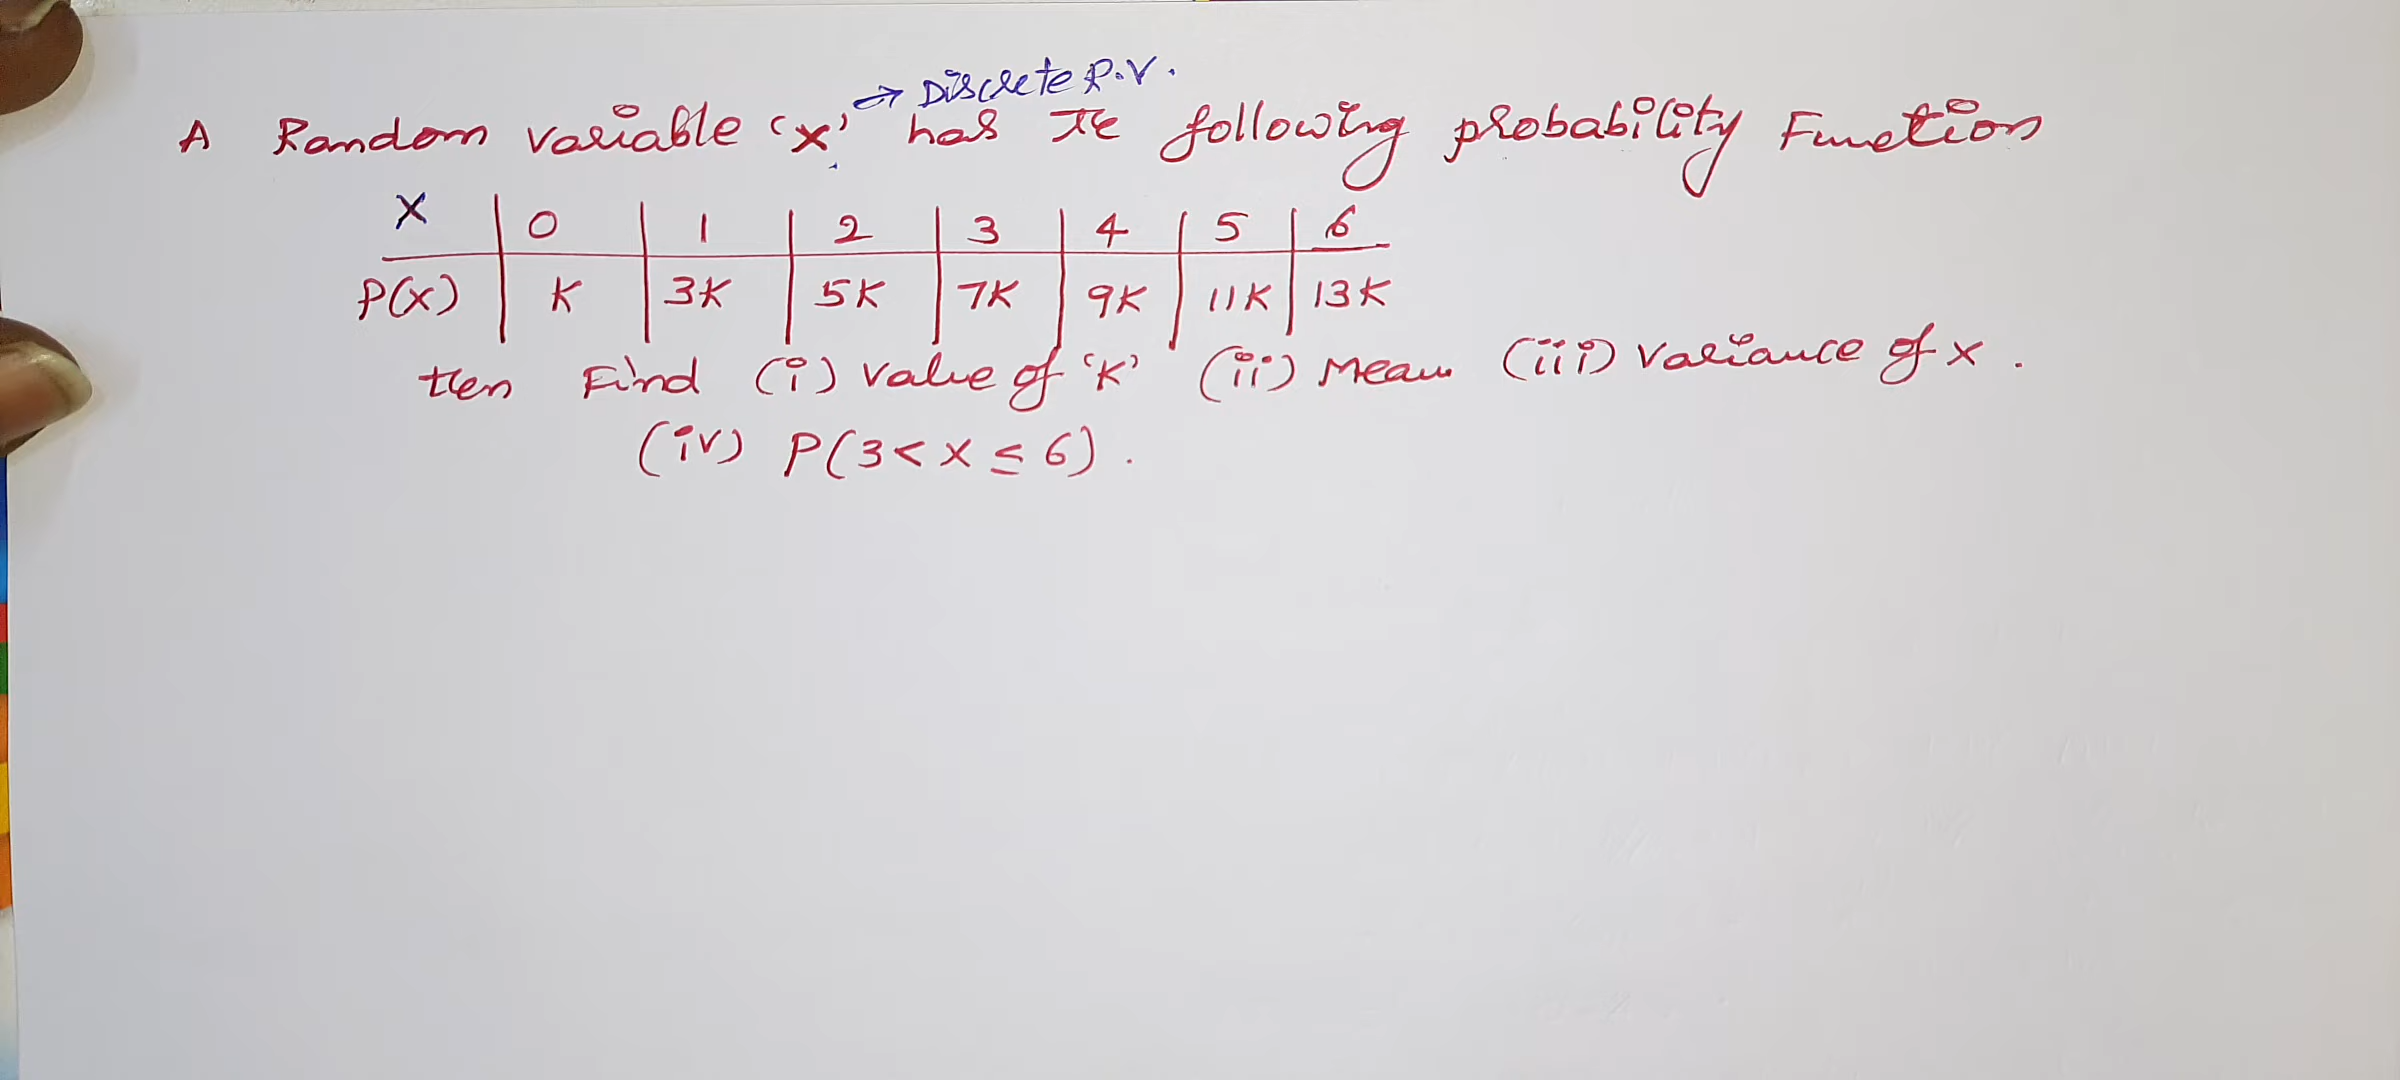 → Discrete R.V.
A Random variable 'x' has the following probability Function
X | 0 | 1 | 2 | 3 | 4 | 5 | 6
P(x) | K | 3K | 5K | 7K | 9K | 11K | 13K
then Find (i) value of 'K' (ii) Mean (iii) variance of x.
(iv) P(3 < x ≤ 6).